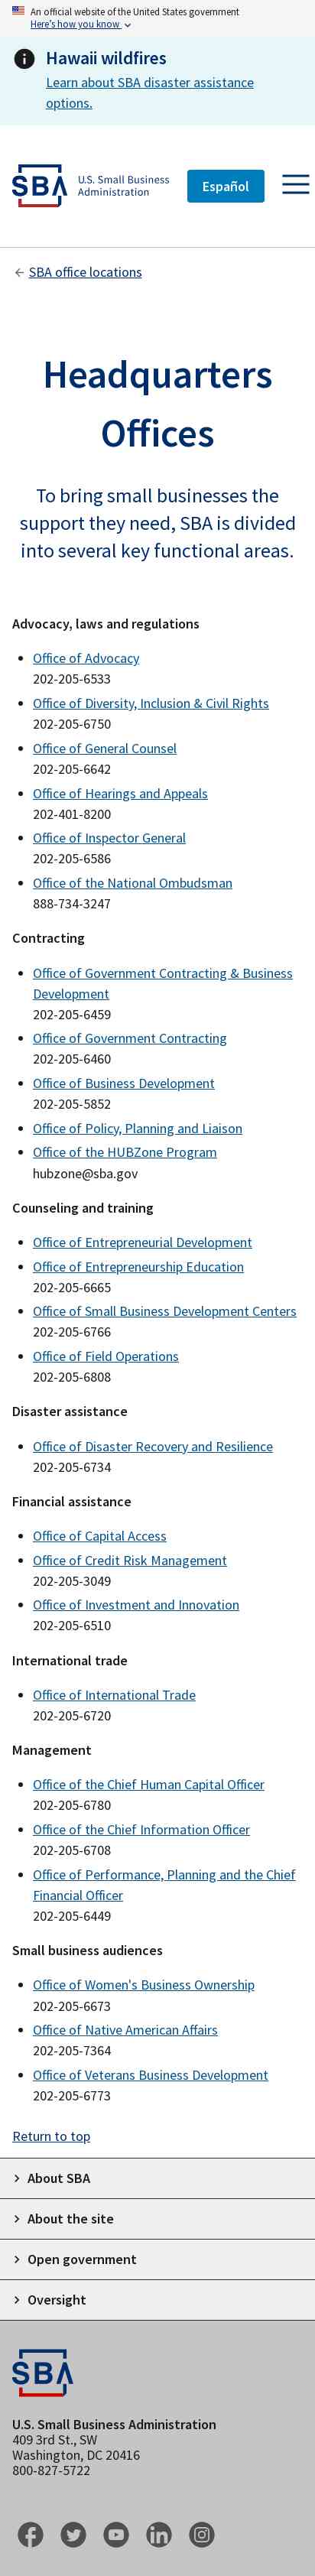 An official website of the United States government
Here's how you know
Hawaii wildfires
Learn about SBA disaster assistance
options.
SBA
U.S. Small Business
Administration
Español
SBA office locations
Headquarters
Offices
To bring small businesses the
support they need, SBA is divided
into several key functional areas.
Advocacy, laws and regulations
Office of Advocacy
202-205-6533
Office of Diversity, Inclusion & Civil Rights
202-205-6750
Office of General Counsel
202-205-6642
Office of Hearings and Appeals
202-401-8200
Office of Inspector General
202-205-6586
Office of the National Ombudsman
888-734-3247
Contracting
Office of Government Contracting & Business
Development
202-205-6459
Office of Government Contracting
202-205-6460
Office of Business Development
202-205-5852
Office of Policy, Planning and Liaison
Office of the HUBZone Program
hubzone@sba.gov
Counseling and training
Office of Entrepreneurial Development
Office of Entrepreneurship Education
202-205-6665
Office of Small Business Development Centers
202-205-6766
Office of Field Operations
202-205-6808
Disaster assistance
Office of Disaster Recovery and Resilience
202-205-6734
Financial assistance
Office of Capital Access
Office of Credit Risk Management
202-205-3049
Office of Investment and Innovation
202-205-6510
International trade
Office of International Trade
202-205-6720
Management
Office of the Chief Human Capital Officer
202-205-6780
Office of the Chief Information Officer
202-205-6708
Office of Performance, Planning and the Chief
Financial Officer
202-205-6449
Small business audiences
Office of Women's Business Ownership
202-205-6673
Office of Native American Affairs
202-205-7364
Office of Veterans Business Development
202-205-6773
Return to top
About SBA
About the site
Open government
Oversight
SBA
U.S. Small Business Administration
409 3rd St., SW
Washington, DC 20416
800-827-5722